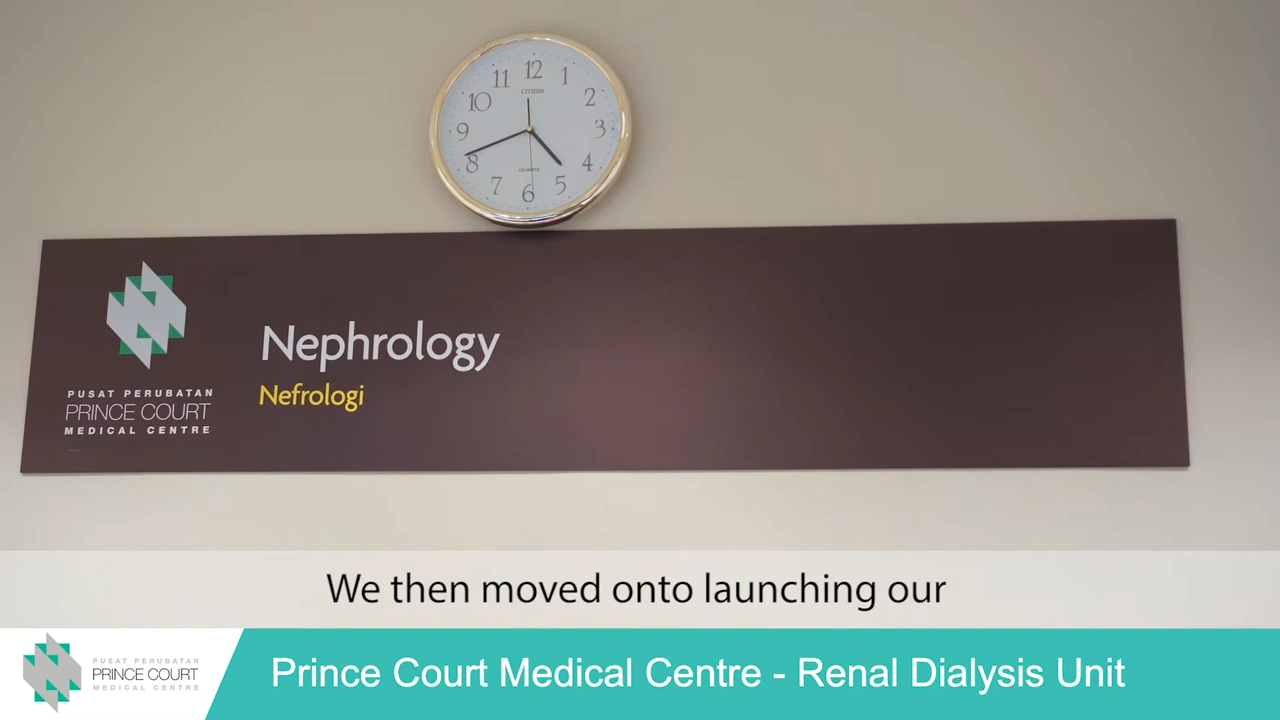 12
1
2
3
4
5
6
7
8
9
10
11
CITIZEN
QUARTZ
Nephrology
Nefrologi
PUSAT PERUBATAN
PRINCE COURT
MEDICAL CENTRE
We then moved onto launching our
PUSAT PERUBATAN
PRINCE COURT
MEDICAL CENTRE
Prince Court Medical Centre - Renal Dialysis Unit